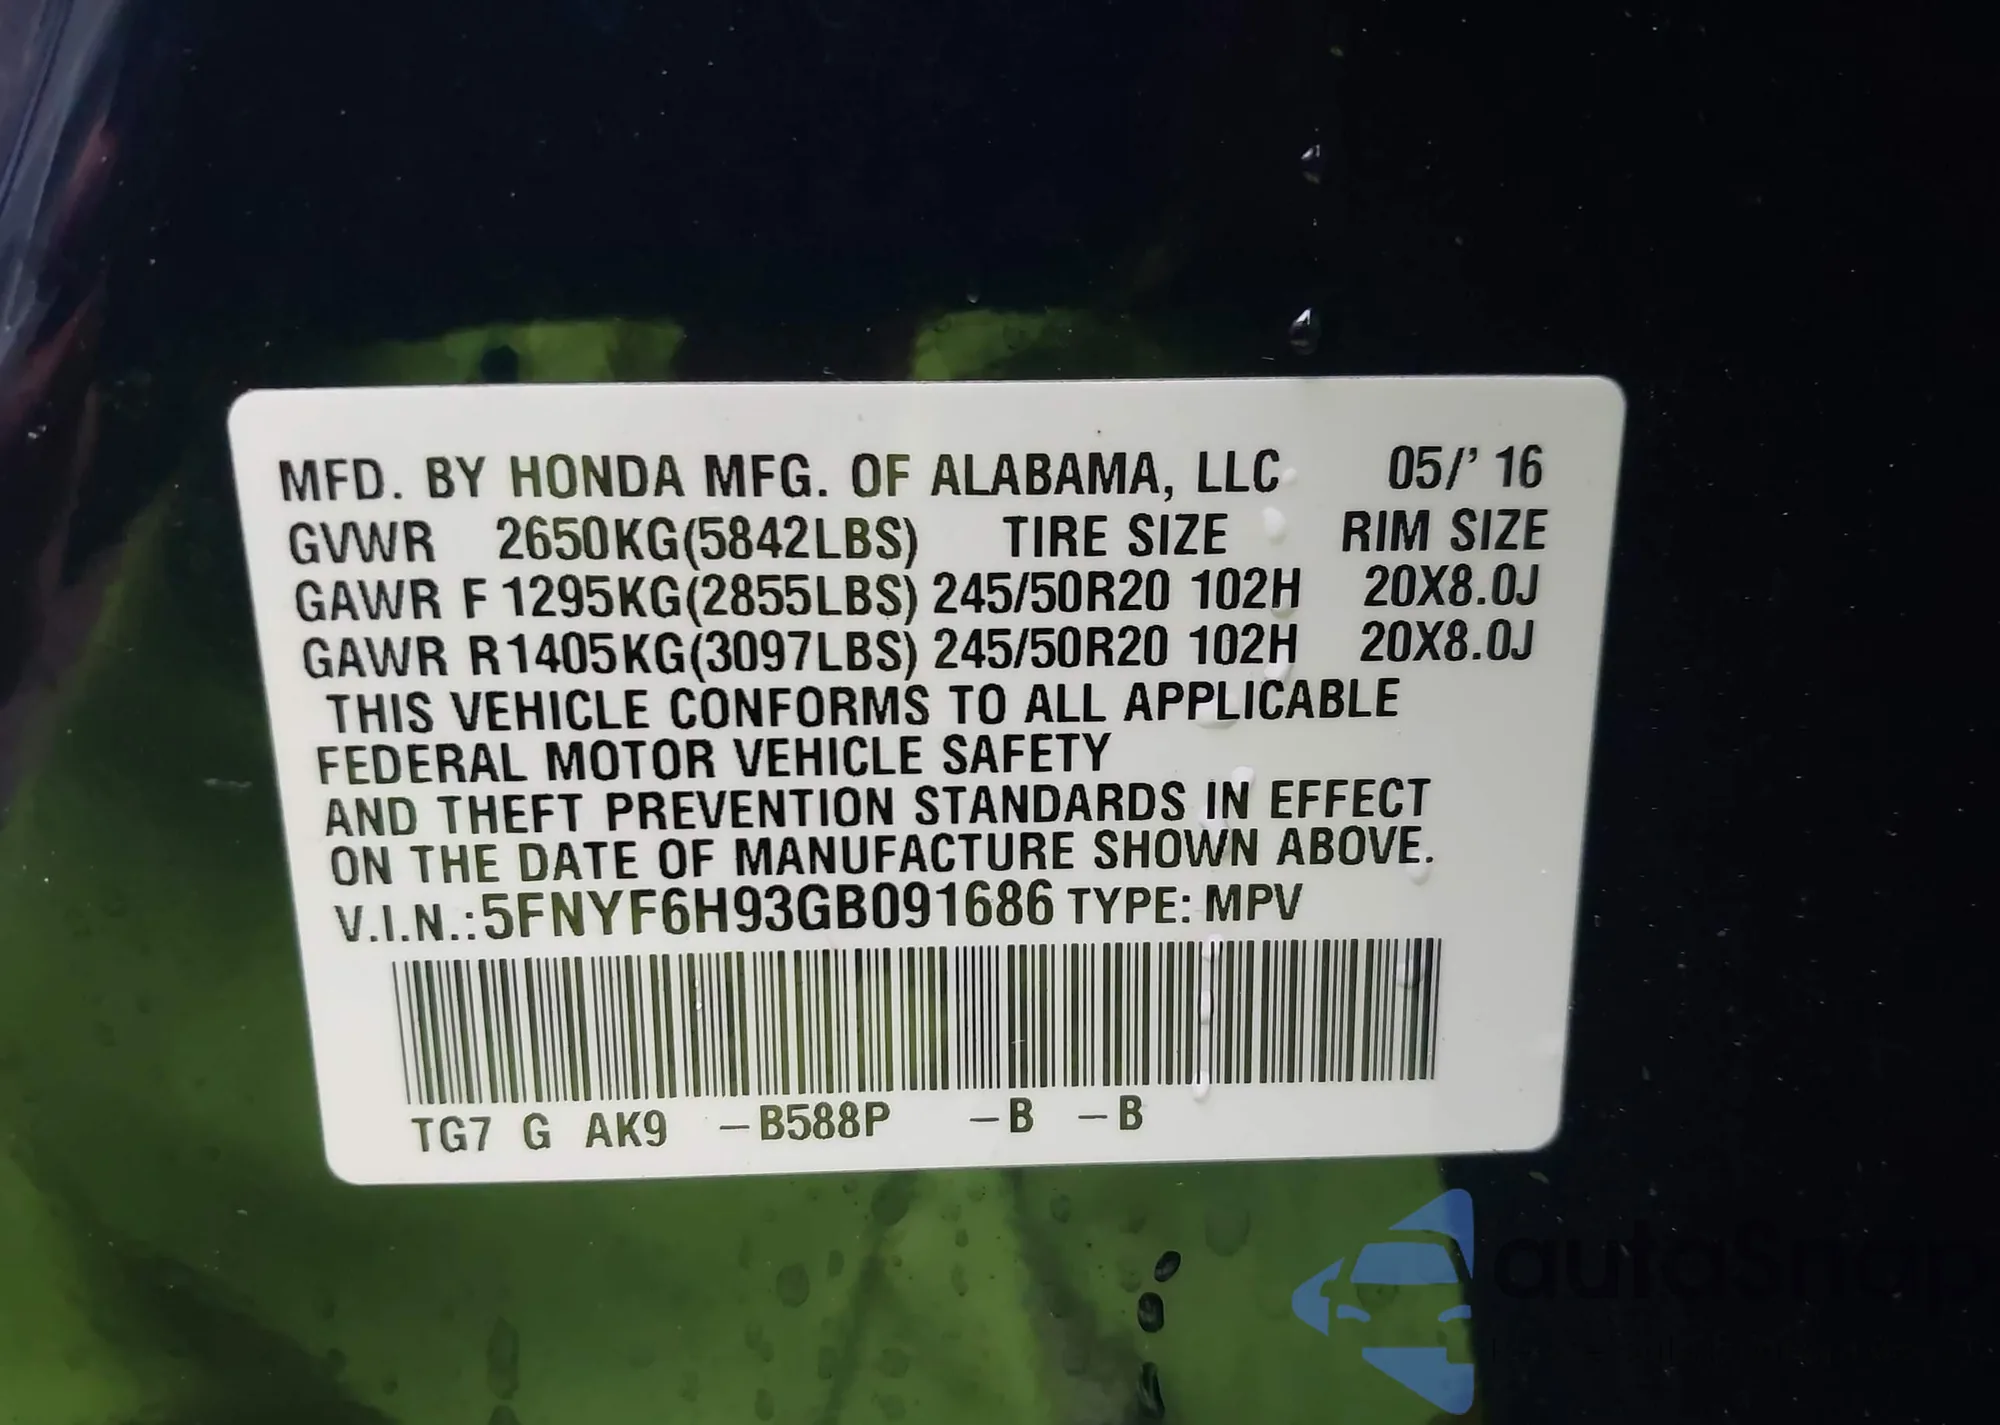 MFD. BY HONDA MFG. OF ALABAMA, LLC 05/' 16
GVWR 2650KG(5842LBS) TIRE SIZE RIM SIZE
GAWR F 1295KG(2855LBS) 245/50R20 102H 20X8.0J
GAWR R 1405KG(3097LBS) 245/50R20 102H 20X8.0J
THIS VEHICLE CONFORMS TO ALL APPLICABLE
FEDERAL MOTOR VEHICLE SAFETY
AND THEFT PREVENTION STANDARDS IN EFFECT
ON THE DATE OF MANUFACTURE SHOWN ABOVE.
V.I.N.: 5FNYF6H93GB091686 TYPE: MPV
TG7 G AK9 –B588P –B –B
autoShop